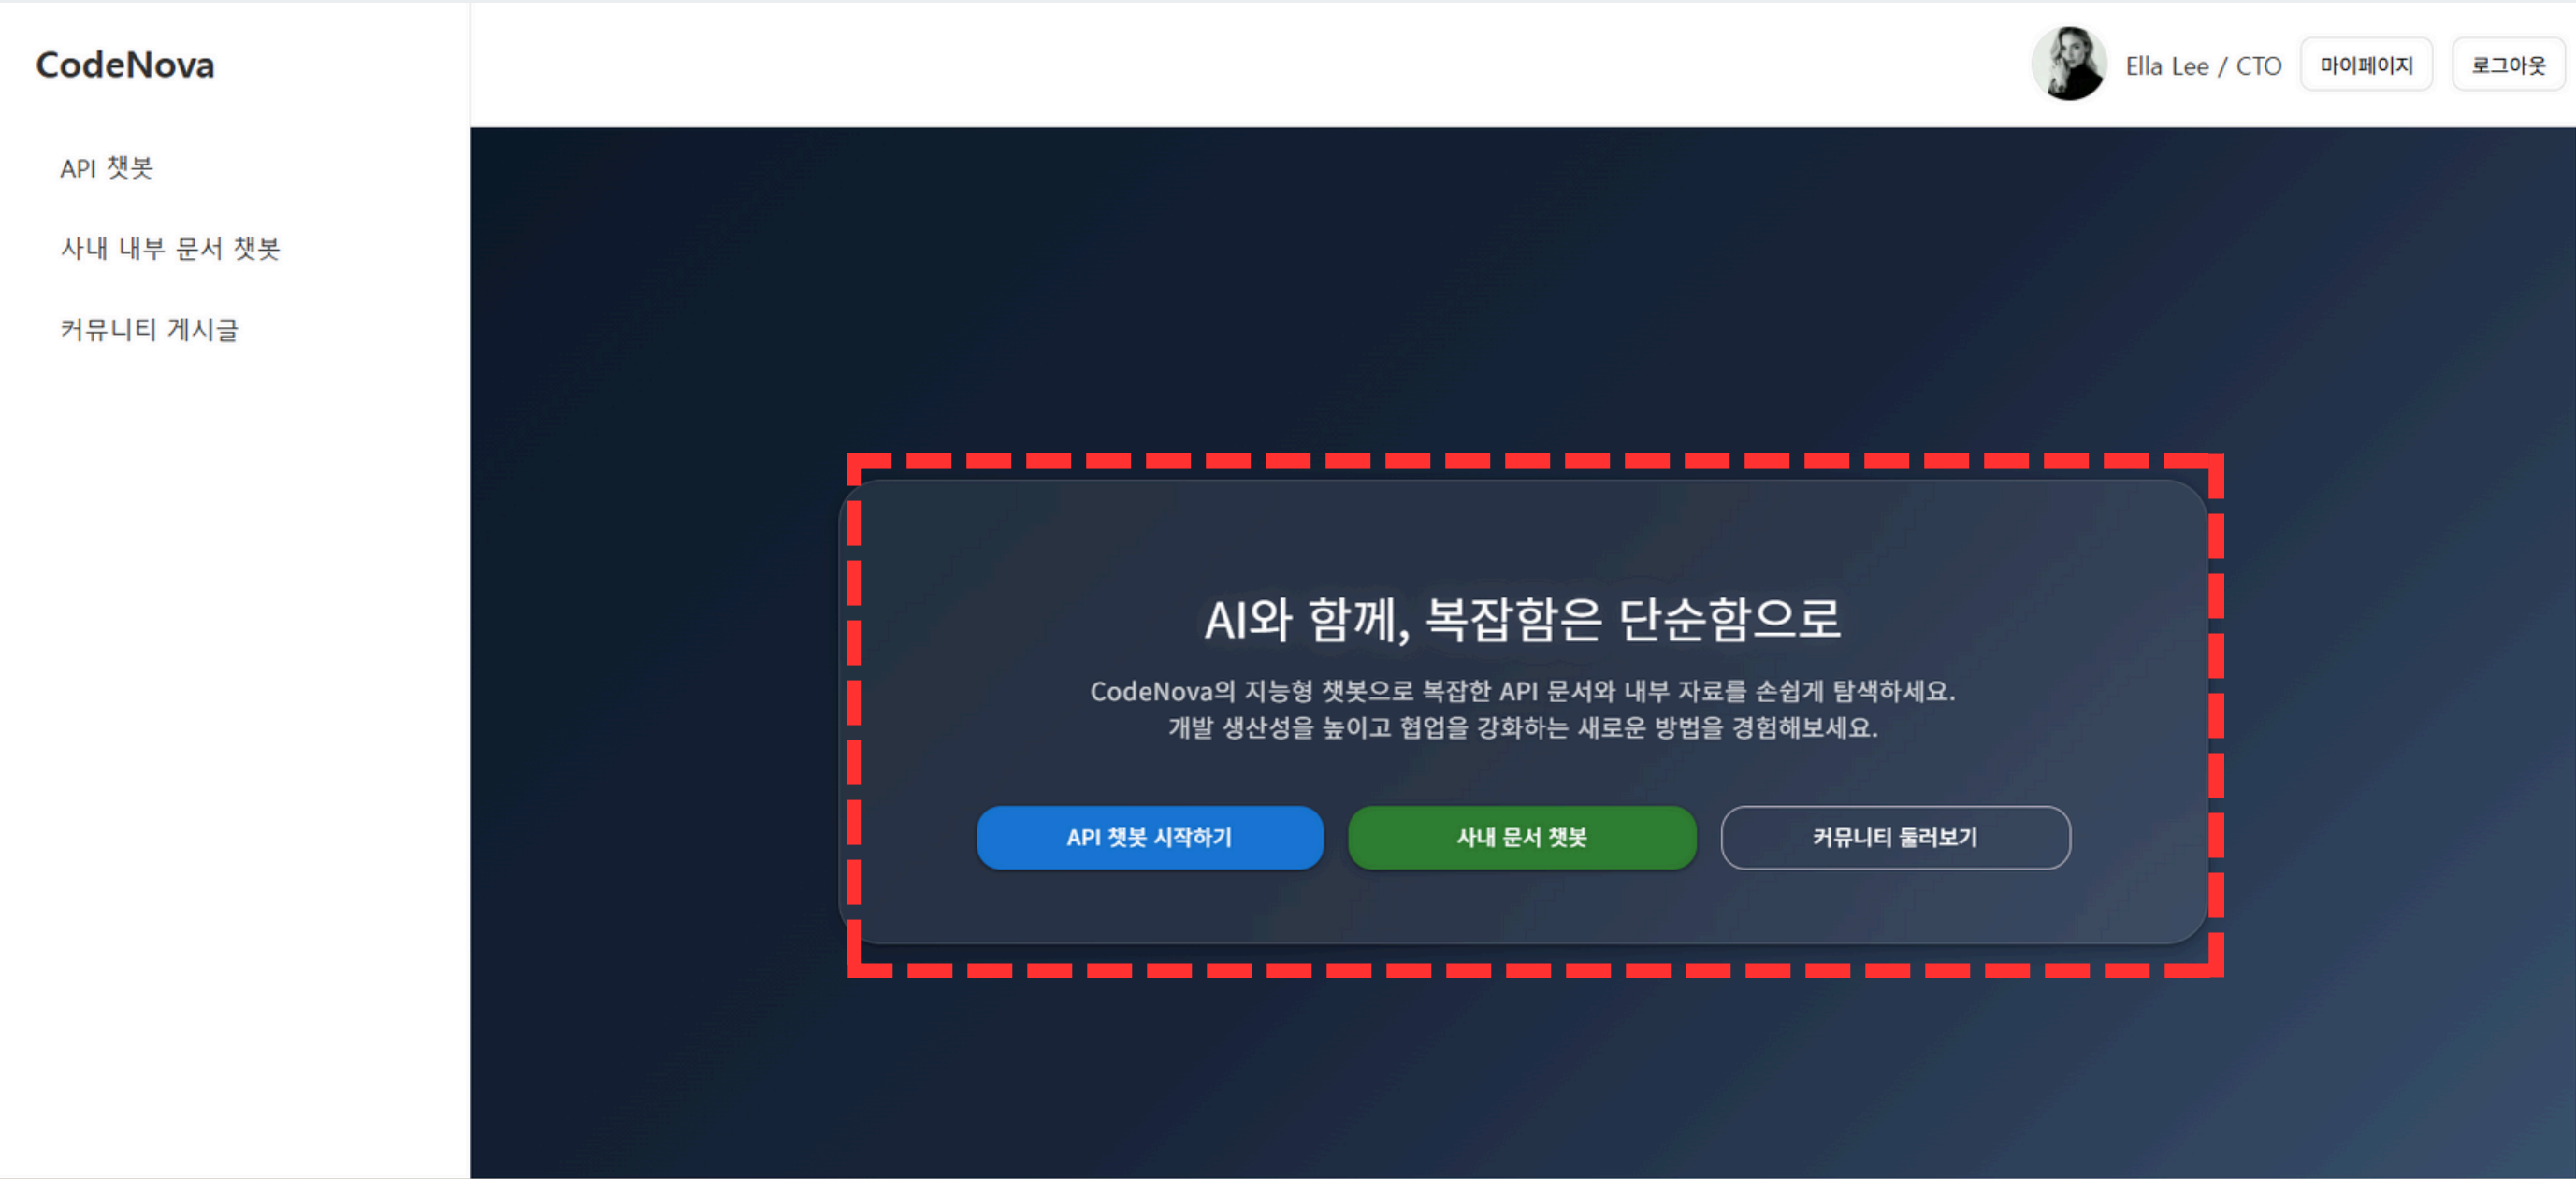 CodeNova
Ella Lee / CTO
마이페이지
로그아웃
API 챗봇
사내 내부 문서 챗봇
커뮤니티 게시글
AI와 함께, 복잡함은 단순함으로
CodeNova의 지능형 챗봇으로 복잡한 API 문서와 내부 자료를 손쉽게 탐색하세요.
개발 생산성을 높이고 협업을 강화하는 새로운 방법을 경험해보세요.
API 챗봇 시작하기
사내 문서 챗봇
커뮤니티 둘러보기